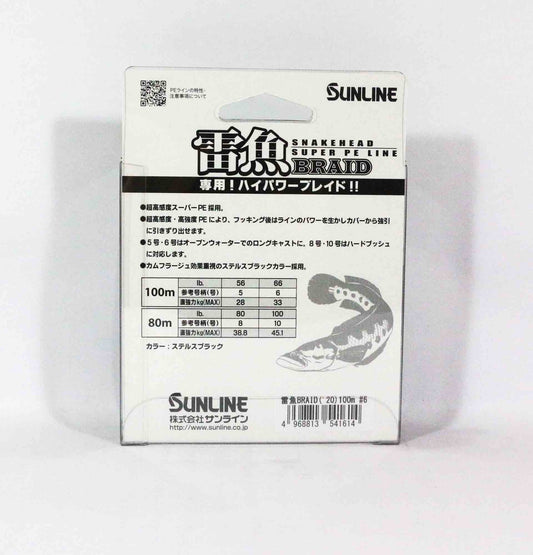 PEラインの特性・
注意事項について
SUNLINE
雷魚
SNAKEHEAD
SUPER PE LINE
BRAID
専用！ハイパワーブレイド！！
●超高感度スーパーPE採用。
●超高感度・高強度PEにより、フッキング後はラインのパワーを生かしカバーから強引
に引きずり出せます。
●5号・6号はオープンウォーターでのロングキャストに、8号・10号はハードブッシュ
に対応します。
●カムフラージュ効果重視のステルスブラックカラー採用。
100m lb. 56 66
参考号柄(号) 5 6
直強力kg(MAX) 28 33
80m lb. 80 100
参考号柄(号) 8 10
直強力kg(MAX) 38.8 45.1
カラー：ステルスブラック
SUNLINE
株式会社サンライン
http://www.sunline.co.jp
雷魚BRAID('20)100m #6
4 968813 541614